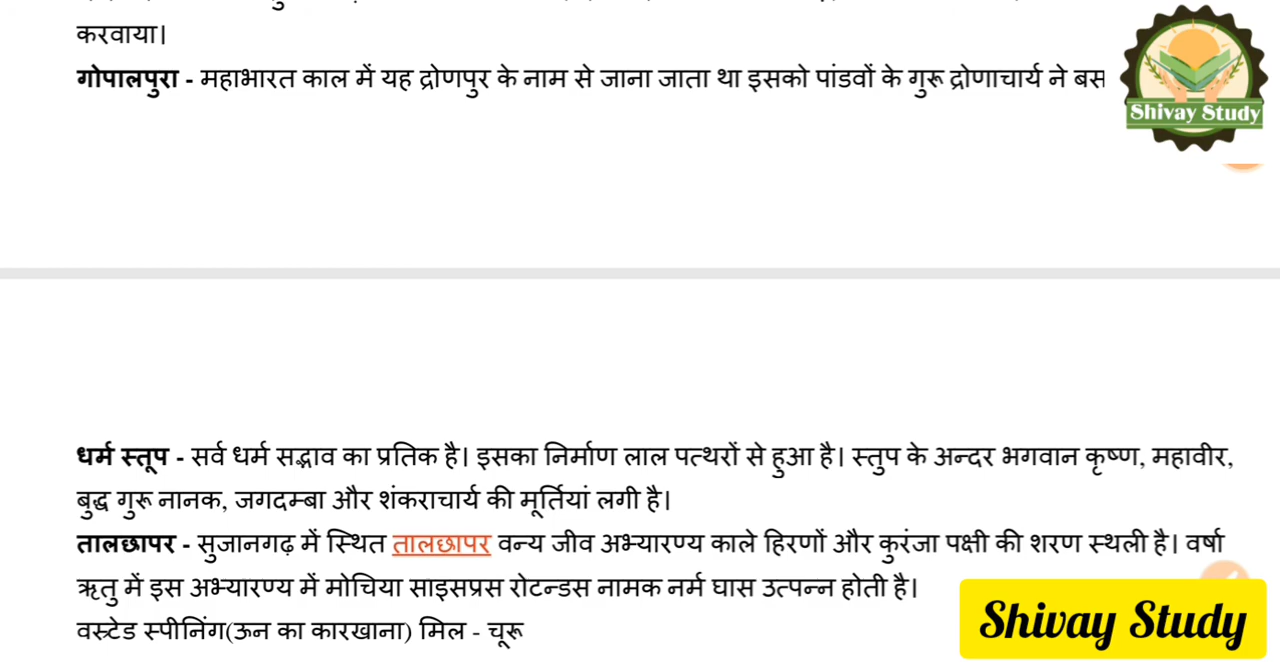 करवाया।
गोपालपुरा - महाभारत काल में यह द्रोणपुर के नाम से जाना जाता था इसको पांडवों के गुरू द्रोणाचार्य ने बस
Shivay Study
धर्म स्तूप - सर्व धर्म सद्भाव का प्रतिक है। इसका निर्माण लाल पत्थरों से हुआ है। स्तुप के अन्दर भगवान कृष्ण, महावीर,
बुद्ध गुरू नानक, जगदम्बा और शंकराचार्य की मूर्तियां लगी है।
तालछापर - सुजानगढ़ में स्थित तालछापर वन्य जीव अभ्यारण्य काले हिरणों और कुरंजा पक्षी की शरण स्थली है। वर्षा
ऋतु में इस अभ्यारण्य में मोचिया साइसप्रस रोटन्डस नामक नर्म घास उत्पन्न होती है।
वस्टेड स्पीनिंग(ऊन का कारखाना) मिल - चूरू
Shivay Study